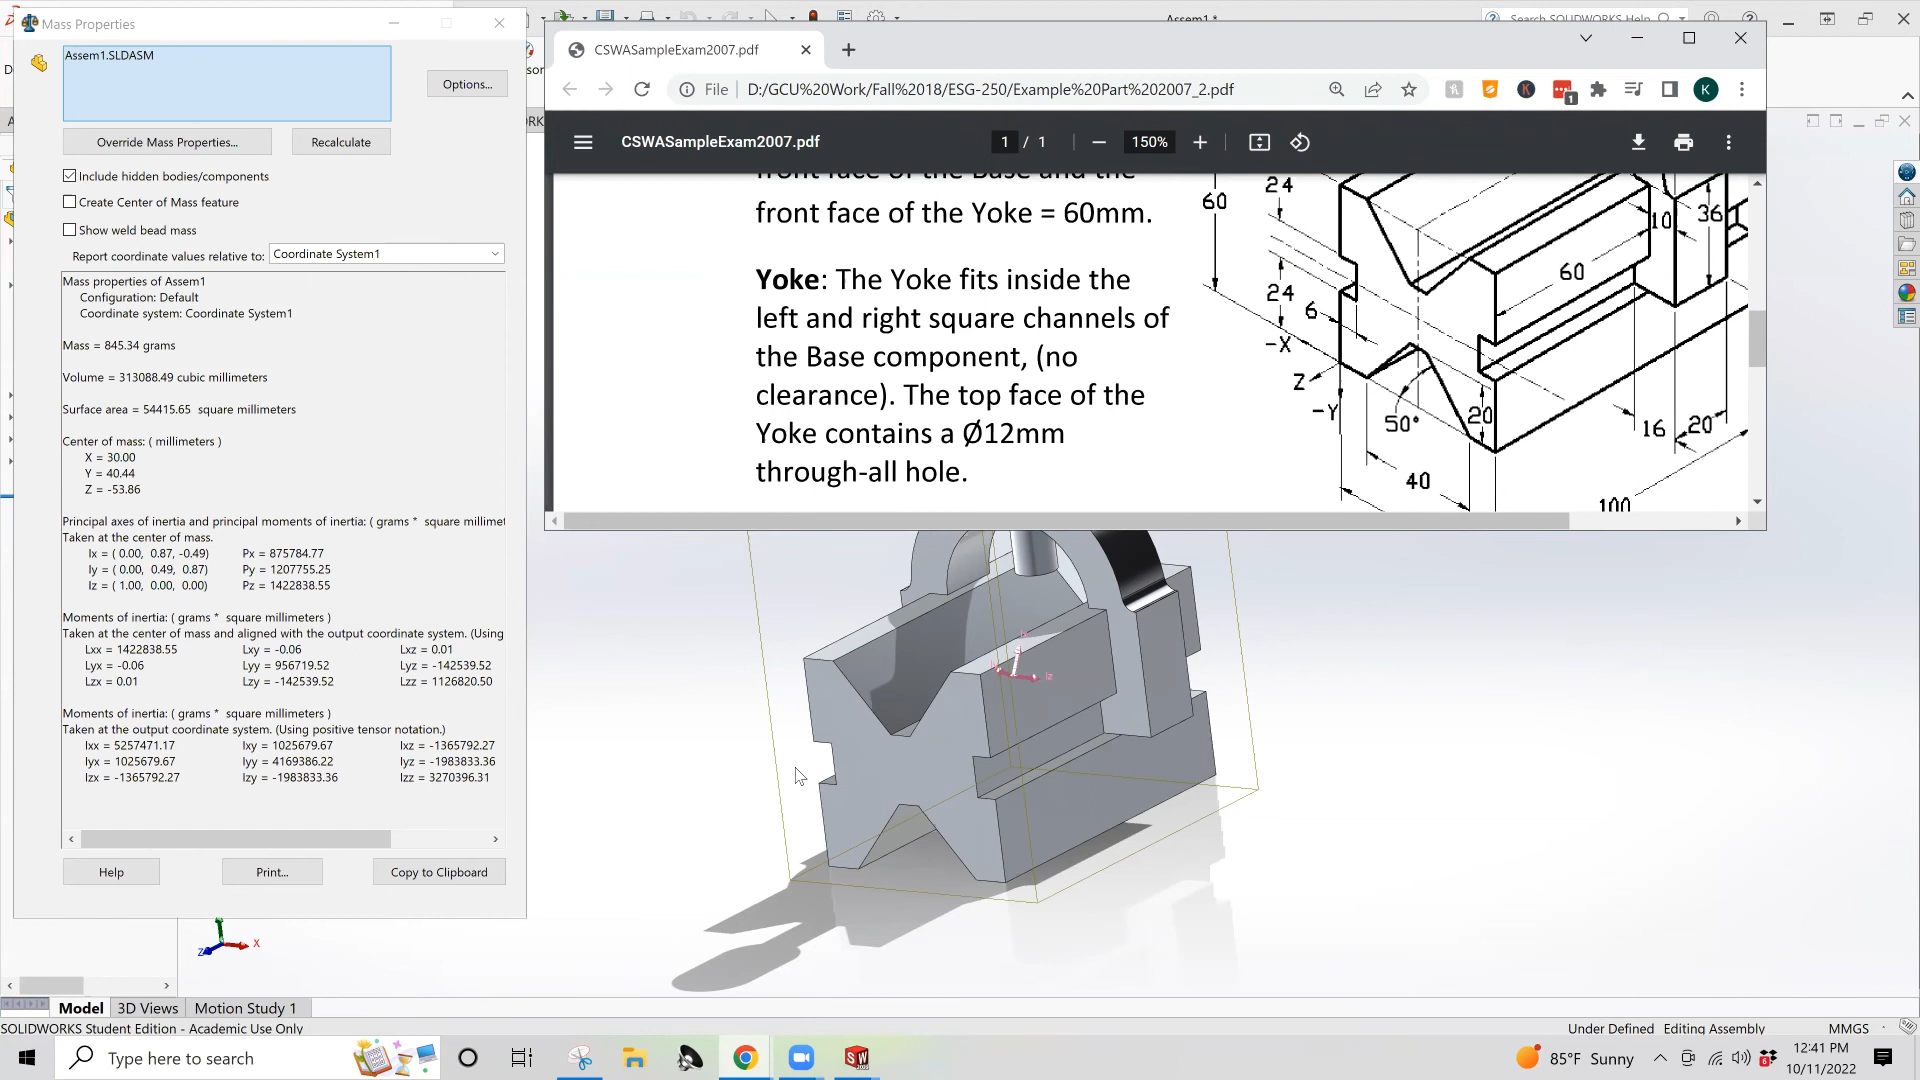 Mass Properties
Assem1.SLDASM
Options...
Override Mass Properties...
Recalculate
Include hidden bodies/components
Create Center of Mass feature
Show weld bead mass
Report coordinate values relative to:
Coordinate System1
Mass properties of Assem1
Configuration: Default
Coordinate system: Coordinate System1
Mass = 845.34 grams
Volume = 313088.49 cubic millimeters
Surface area = 54415.65 square millimeters
Center of mass: ( millimeters )
X = 30.00
Y = 40.44
Z = -53.86
Principal axes of inertia and principal moments of inertia: ( grams * square millimet
Taken at the center of mass.
Ix = ( 0.00, 0.87, -0.49) Px = 875784.77
Iy = ( 0.00, 0.49, 0.87) Py = 1207755.25
Iz = ( 1.00, 0.00, 0.00) Pz = 1422838.55
Moments of inertia: ( grams * square millimeters )
Taken at the center of mass and aligned with the output coordinate system. (Using
Lxx = 1422838.55 Lxy = -0.06 Lxz = 0.01
Lyx = -0.06 Lyy = 956719.52 Lyz = -142539.52
Lzx = 0.01 Lzy = -142539.52 Lzz = 1126820.50
Moments of inertia: ( grams * square millimeters )
Taken at the output coordinate system. (Using positive tensor notation.)
Ixx = 5257471.17 Ixy = 1025679.67 Ixz = -1365792.27
Iyx = 1025679.67 Iyy = 4169386.22 Iyz = -1983833.36
Izx = -1365792.27 Izy = -1983833.36 Izz = 3270396.31
Help
Print...
Copy to Clipboard
Assem1 *
Search SOLIDWORKS Help
CSWASampleExam2007.pdf
File D:/GCU%20Work/Fall%2018/ESG-250/Example%20Part%202007_2.pdf
1
K
CSWASampleExam2007.pdf
1 / 1
150%
front face of the Base and the
front face of the Yoke = 60mm.
Yoke: The Yoke fits inside the
left and right square channels of
the Base component, (no
clearance). The top face of the
Yoke contains a Ø12mm
through-all hole.
24
60
10
36
60
24
6
-X
Z
-Y
50°
20
16
20
40
100
Z
X
Model
3D Views
Motion Study 1
SOLIDWORKS Student Edition - Academic Use Only
Under Defined
Editing Assembly
MMGS
Type here to search
85°F Sunny
12:41 PM
10/11/2022